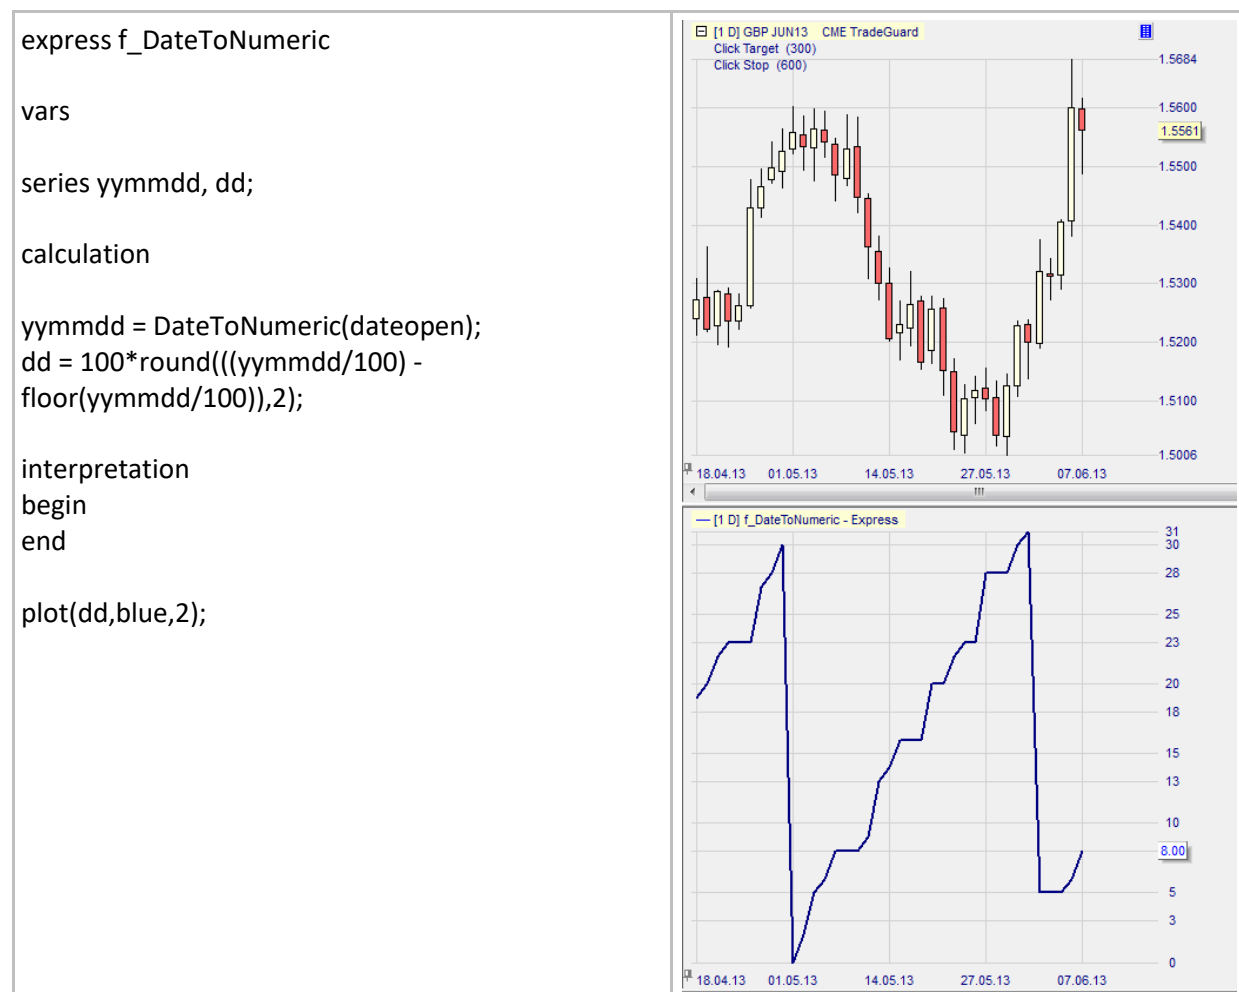 express f_DateToNumeric
vars
series yymmdd, dd;
calculation
yymmdd = DateToNumeric(dateopen);
dd = 100*round(((yymmdd/100) -
floor(yymmdd/100)),2);
interpretation
begin
end
plot(dd,blue,2);
[1 D] GBP JUN13 CME TradeGuard
Click Target (300)
Click Stop (600)
1.5684
1.5600
1.5561
1.5500
1.5400
1.5300
1.5200
1.5100
1.5006
18.04.13 01.05.13 14.05.13 27.05.13 07.06.13
[1 D] f_DateToNumeric - Express
31
30
28
25
23
20
18
15
13
10
8.00
5
3
0
18.04.13 01.05.13 14.05.13 27.05.13 07.06.13